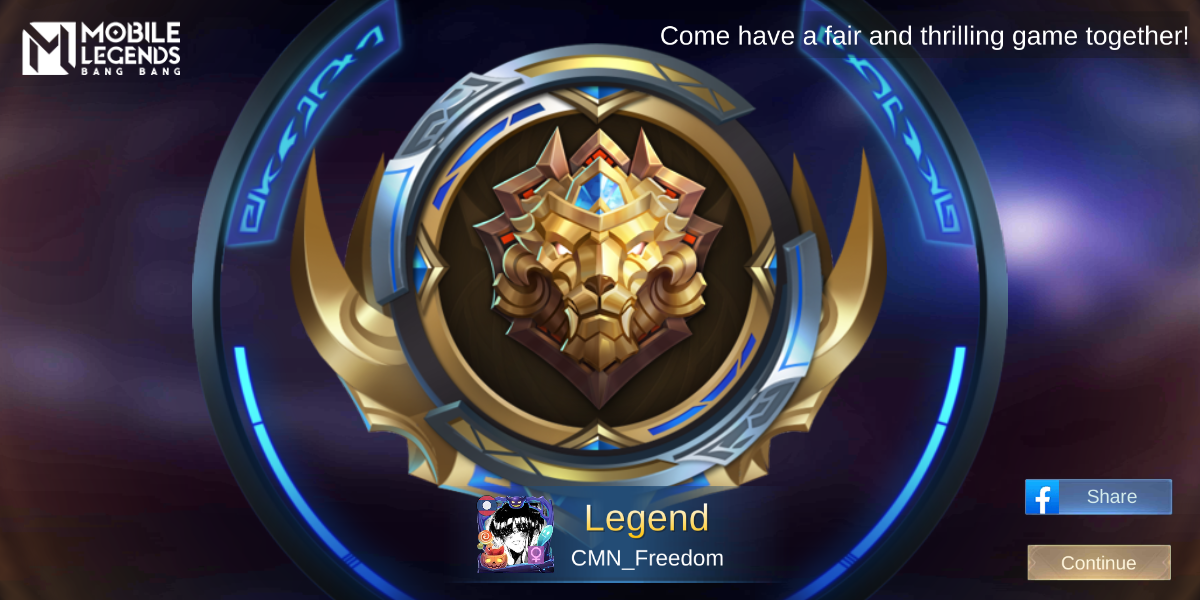 MOBILE
LEGENDS
BANG BANG
Come have a fair and thrilling game together!
Legend
CMN_Freedom
Share
Continue